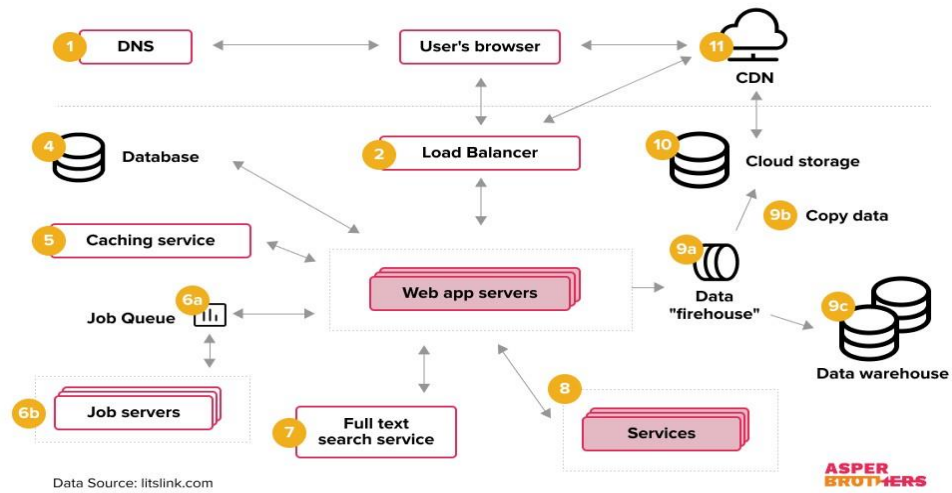 1 DNS
User's browser
11
CDN
4 Database
2 Load Balancer
10 Cloud storage
9b Copy data
5 Caching service
9a
Data
"firehouse"
Web app servers
6a
Job Queue
9c
Data warehouse
6b Job servers
7 Full text
search service
8
Services
Data Source: litslink.com
ASPER
BROTHERS